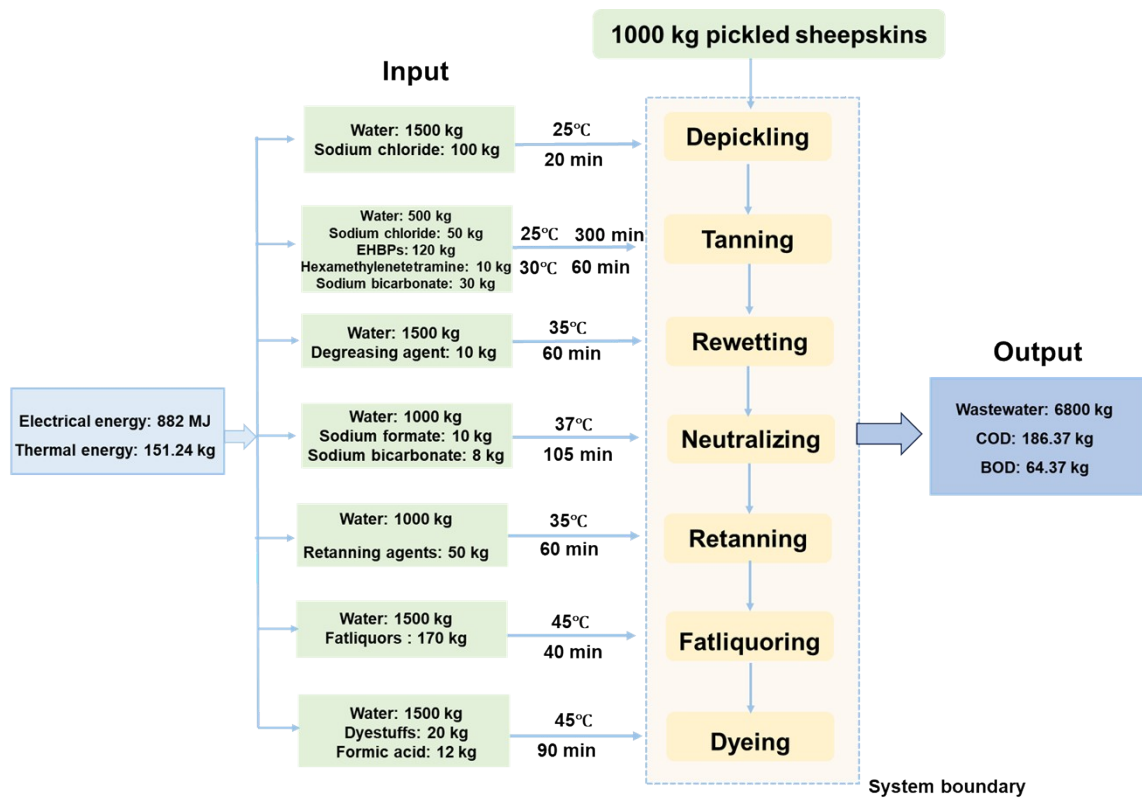 1000 kg pickled sheepskins
Input
Water: 1500 kg
Sodium chloride: 100 kg
25℃
20 min
Depickling
Water: 500 kg
Sodium chloride: 50 kg
EHBPs: 120 kg
Hexamethylenetetramine: 10 kg
Sodium bicarbonate: 30 kg
25℃ 300 min
30℃ 60 min
Tanning
Water: 1500 kg
Degreasing agent: 10 kg
35℃
60 min
Rewetting
Output
Electrical energy: 882 MJ
Thermal energy: 151.24 kg
Water: 1000 kg
Sodium formate: 10 kg
Sodium bicarbonate: 8 kg
37℃
105 min
Neutralizing
Wastewater: 6800 kg
COD: 186.37 kg
BOD: 64.37 kg
Water: 1000 kg
Retanning agents: 50 kg
35℃
60 min
Retanning
Water: 1500 kg
Fatliquors : 170 kg
45℃
40 min
Fatliquoring
Water: 1500 kg
Dyestuffs: 20 kg
Formic acid: 12 kg
45℃
90 min
Dyeing
System boundary